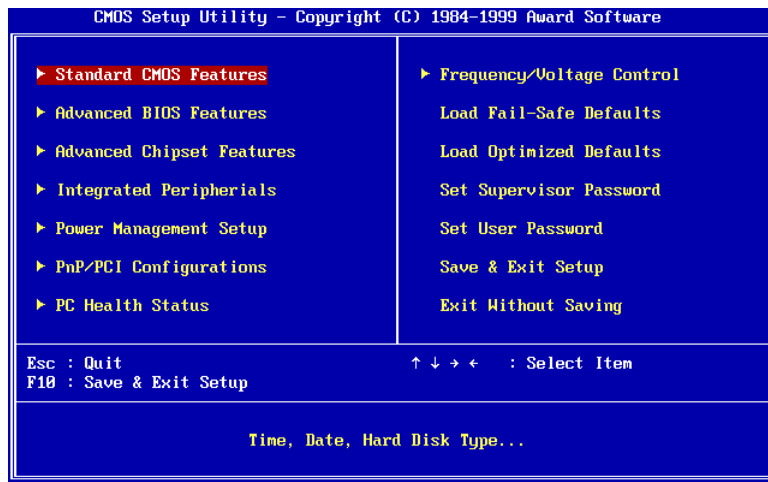 CMOS Setup Utility - Copyright (C) 1984-1999 Award Software
▶ Standard CMOS Features
▶ Advanced BIOS Features
▶ Advanced Chipset Features
▶ Integrated Peripherials
▶ Power Management Setup
▶ PnP/PCI Configurations
▶ PC Health Status
▶ Frequency/Voltage Control
Load Fail-Safe Defaults
Load Optimized Defaults
Set Supervisor Password
Set User Password
Save & Exit Setup
Exit Without Saving
Esc : Quit
F10 : Save & Exit Setup
↑ ↓ → ← : Select Item
Time, Date, Hard Disk Type...